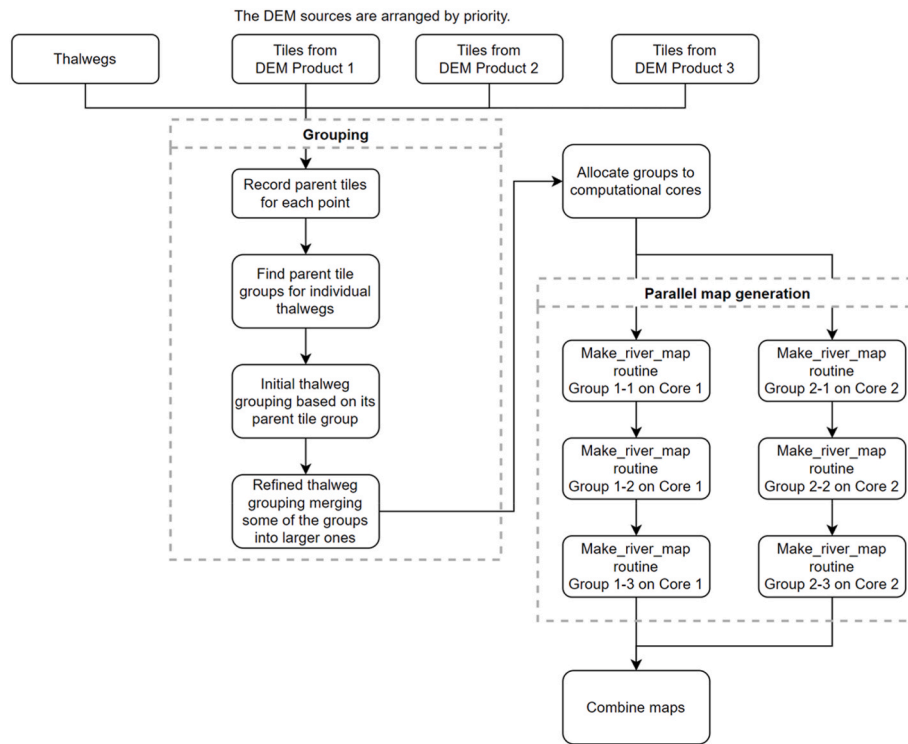 The DEM sources are arranged by priority.
Thalwegs
Tiles from
DEM Product 1
Tiles from
DEM Product 2
Tiles from
DEM Product 3
Grouping
Record parent tiles
for each point
Find parent tile
groups for individual
thalwegs
Initial thalweg
grouping based on its
parent tile group
Refined thalweg
grouping merging
some of the groups
into larger ones
Allocate groups to
computational cores
Parallel map generation
Make_river_map
routine
Group 1-1 on Core 1
Make_river_map
routine
Group 2-1 on Core 2
Make_river_map
routine
Group 1-2 on Core 1
Make_river_map
routine
Group 2-2 on Core 2
Make_river_map
routine
Group 1-3 on Core 1
Make_river_map
routine
Group 2-3 on Core 2
Combine maps